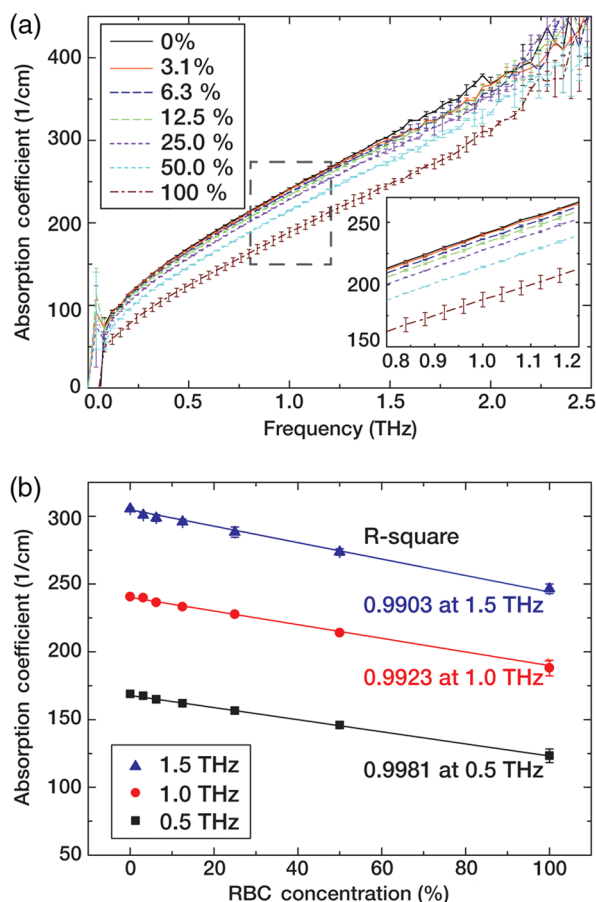 (a)
Absorption coefficient (1/cm)
400
300
200
100
0
0%
3.1%
6.3 %
12.5 %
25.0 %
50.0 %
100 %
250
200
150
0.8 0.9 1.0 1.1 1.2
0.0 0.5 1.0 1.5 2.0 2.5
Frequency (THz)
(b)
Absorption coefficient (1/cm)
300
250
200
150
100
50
R-square
0.9903 at 1.5 THz
0.9923 at 1.0 THz
0.9981 at 0.5 THz
1.5 THz
1.0 THz
0.5 THz
0 20 40 60 80 100
RBC concentration (%)